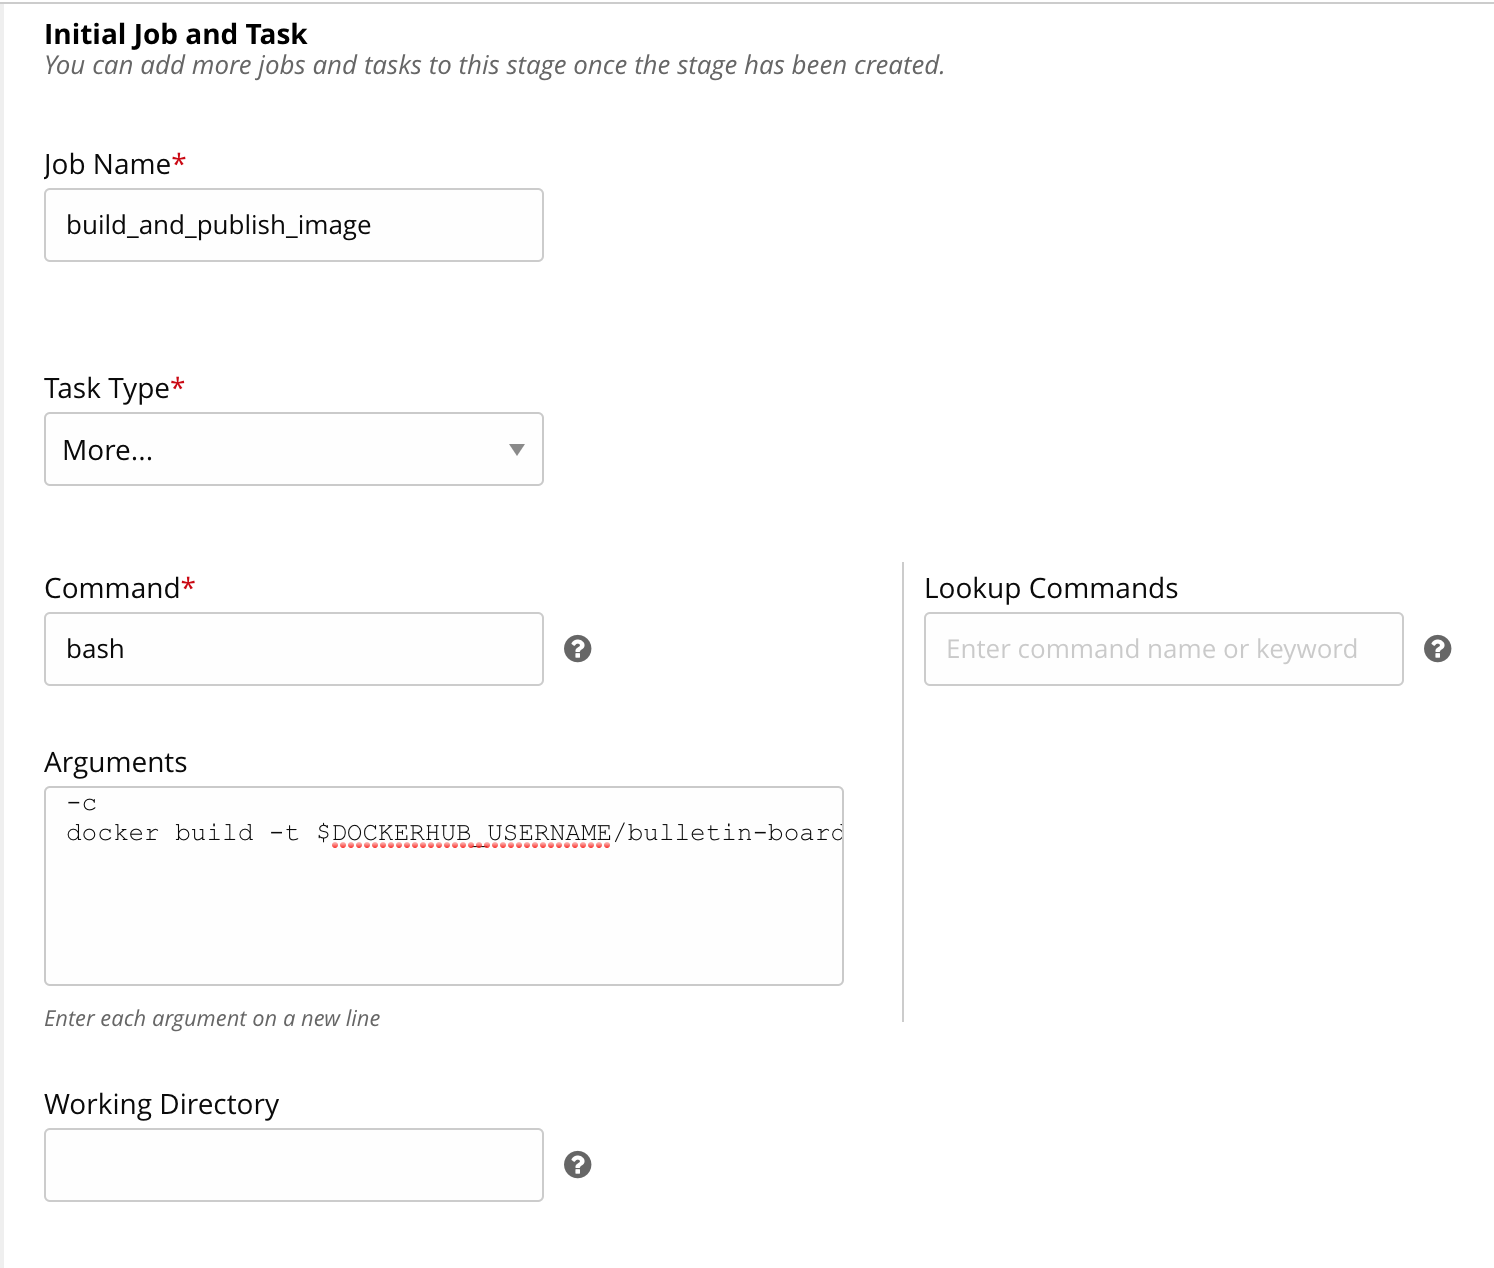 Initial Job and Task
You can add more jobs and tasks to this stage once the stage has been created.
Job Name*
build_and_publish_image
Task Type*
More...
Command*
bash
Lookup Commands
Enter command name or keyword
Arguments
-c
docker build -t $DOCKERHUB_USERNAME/bulletin-board
Enter each argument on a new line
Working Directory